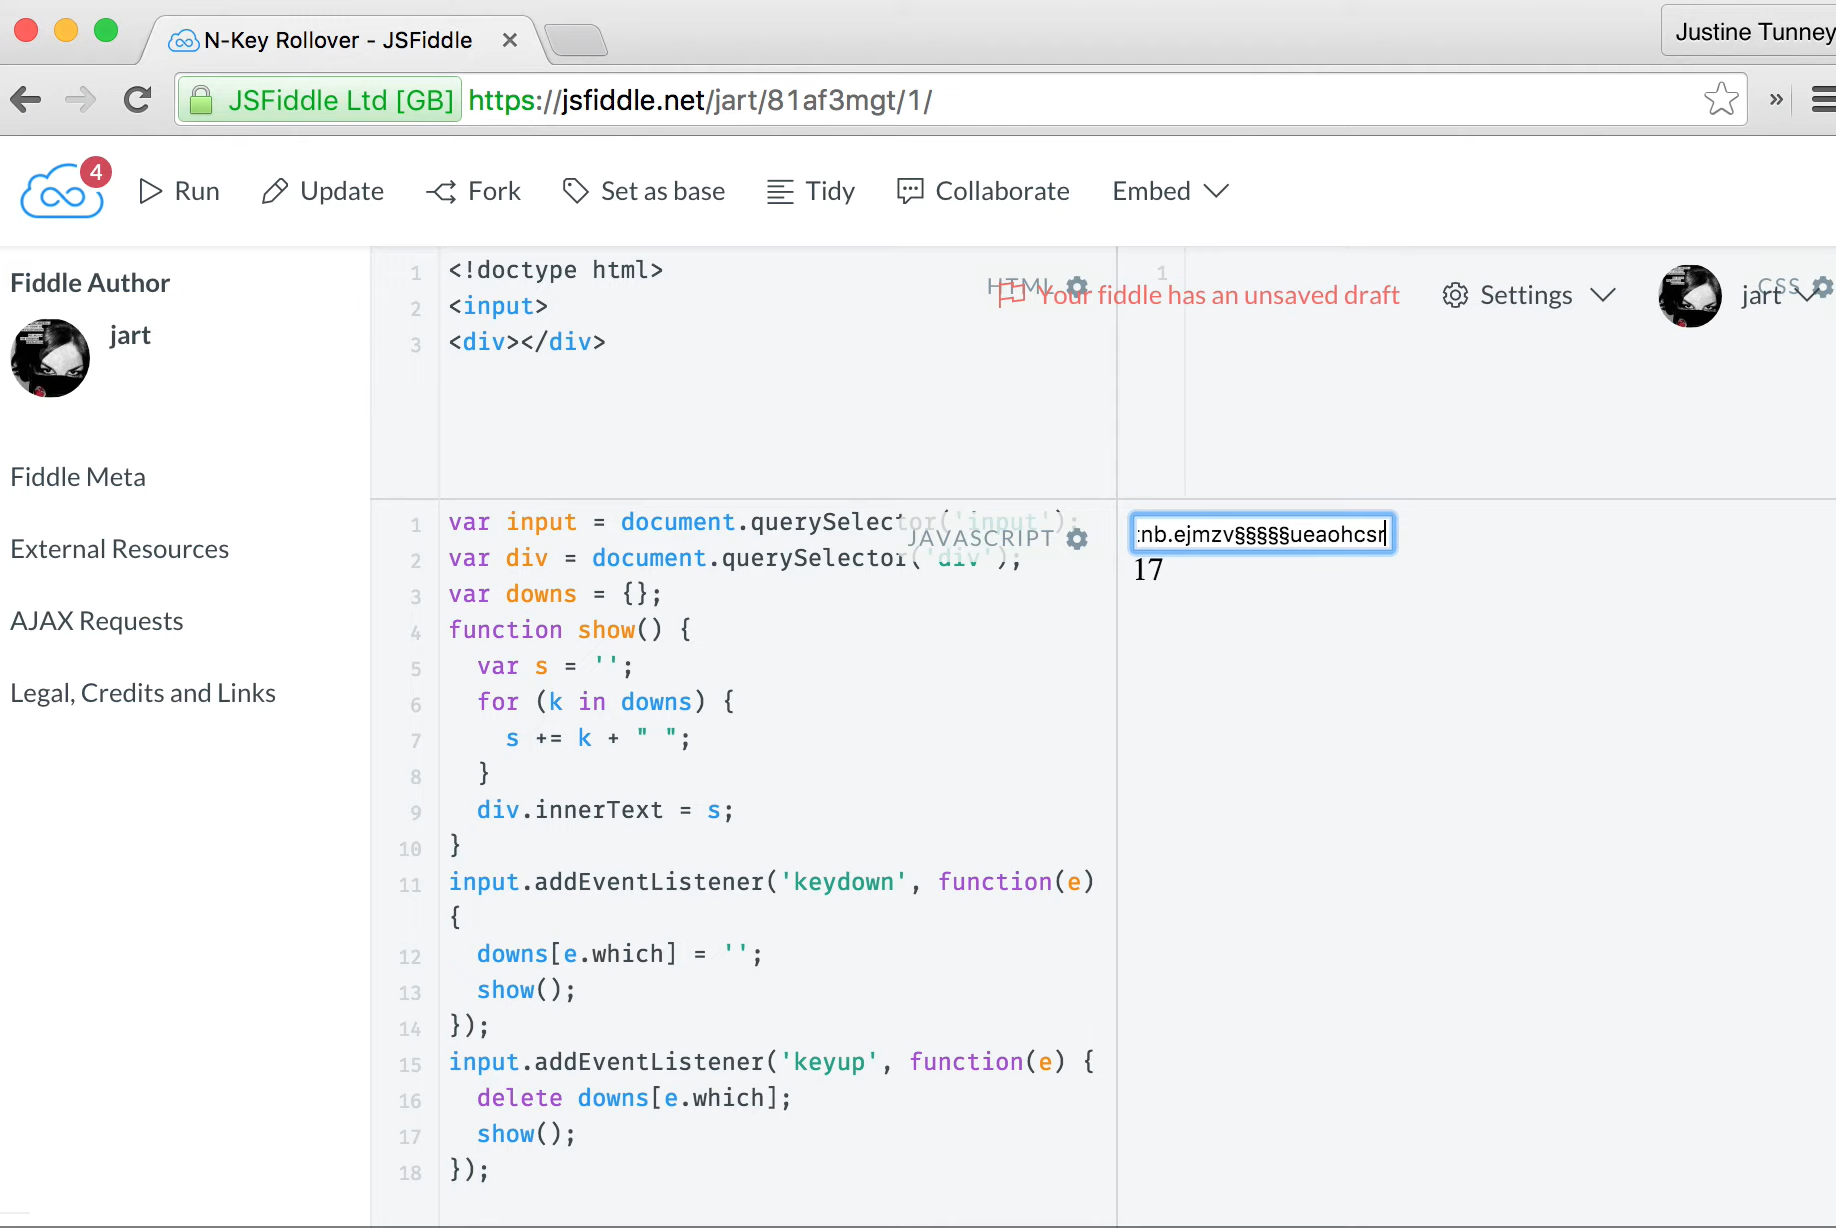 N-Key Rollover - JSFiddle
Justine Tunney
JSFiddle Ltd [GB] https://jsfiddle.net/jart/81af3mgt/1/
»
4
Run Update Fork Set as base Tidy Collaborate Embed
Fiddle Author
jart
Fiddle Meta
External Resources
AJAX Requests
Legal, Credits and Links
1 <!doctype html>
2 <input>
3 <div></div>
HTML
1
Your fiddle has an unsaved draft
Settings
jart
CSS
1 var input = document.querySelector('input');
JAVASCRIPT
2 var div = document.querySelector('div');
3 var downs = {};
4 function show() {
5 var s = '';
6 for (k in downs) {
7 s += k + " ";
8 }
9 div.innerText = s;
10 }
11 input.addEventListener('keydown', function(e)
{
12 downs[e.which] = '';
13 show();
14 });
15 input.addEventListener('keyup', function(e) {
16 delete downs[e.which];
17 show();
18 });
nb.ejmzv§§§§§ueaohcsr
17